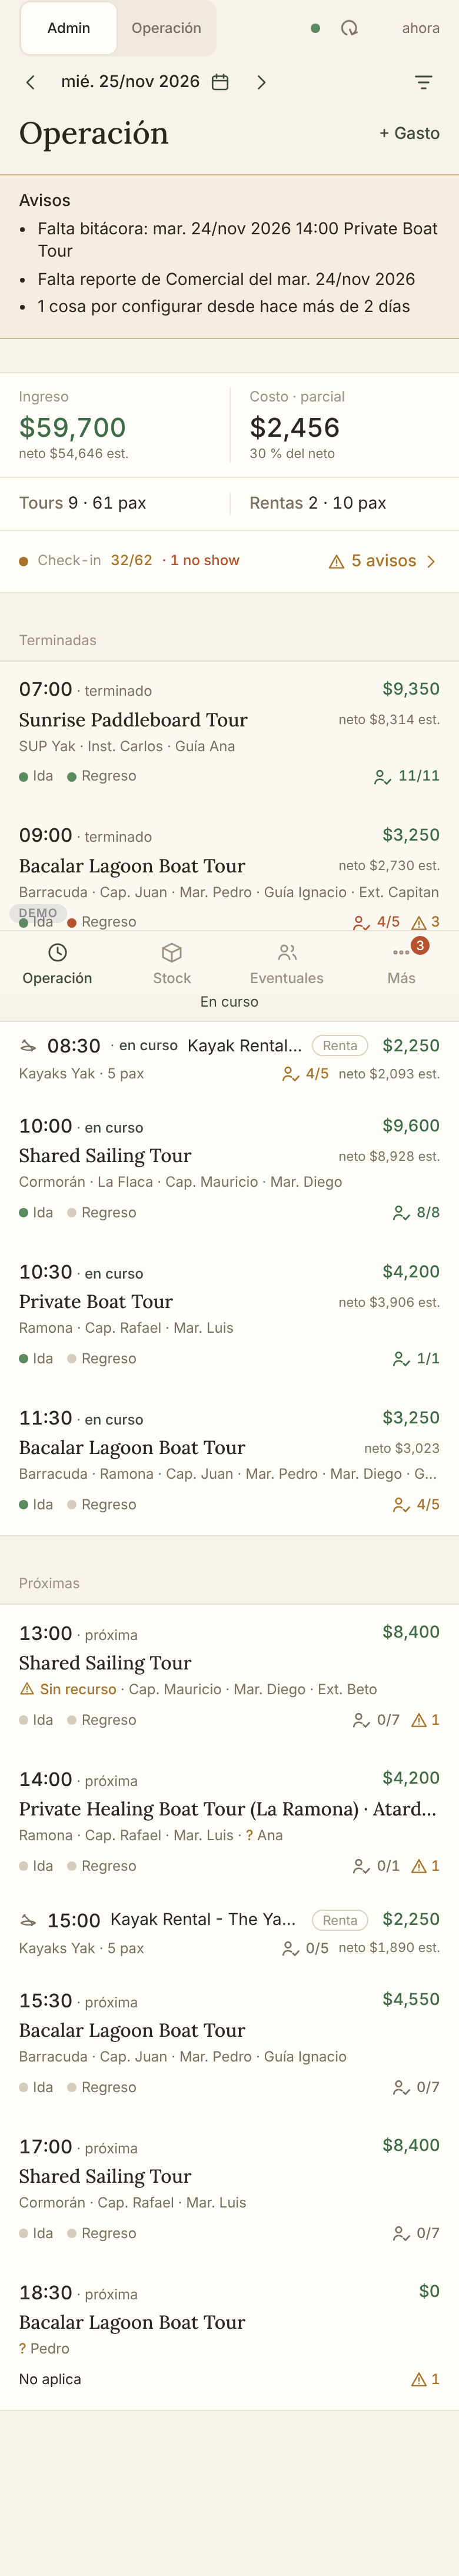 Admin
Operación
ahora
mié. 25/nov 2026
Operación
+ Gasto
Avisos
• Falta bitácora: mar. 24/nov 2026 14:00 Private Boat
Tour
• Falta reporte de Comercial del mar. 24/nov 2026
• 1 cosa por configurar desde hace más de 2 días
Ingreso
$59,700
neto $54,646 est.
Costo · parcial
$2,456
30 % del neto
Tours 9 · 61 pax
Rentas 2 · 10 pax
Check-in 32/62 · 1 no show
5 avisos
Terminadas
07:00 · terminado $9,350
Sunrise Paddleboard Tour neto $8,314 est.
SUP Yak · Inst. Carlos · Guía Ana
Ida Regreso 11/11
09:00 · terminado $3,250
Bacalar Lagoon Boat Tour neto $2,730 est.
Barracuda · Cap. Juan · Mar. Pedro · Guía Ignacio · Ext. Capitan
DEMO
Ida Regreso 4/5 3
Operación
Stock
Eventuales
Más
3
En curso
08:30 · en curso Kayak Rental... Renta $2,250
Kayaks Yak · 5 pax 4/5 neto $2,093 est.
10:00 · en curso $9,600
Shared Sailing Tour neto $8,928 est.
Cormorán · La Flaca · Cap. Mauricio · Mar. Diego
Ida Regreso 8/8
10:30 · en curso $4,200
Private Boat Tour neto $3,906 est.
Ramona · Cap. Rafael · Mar. Luis
Ida Regreso 1/1
11:30 · en curso $3,250
Bacalar Lagoon Boat Tour neto $3,023
Barracuda · Ramona · Cap. Juan · Mar. Pedro · Mar. Diego · G...
Ida Regreso 4/5
Próximas
13:00 · próxima $8,400
Shared Sailing Tour
Sin recurso · Cap. Mauricio · Mar. Diego · Ext. Beto
Ida Regreso 0/7 1
14:00 · próxima $4,200
Private Healing Boat Tour (La Ramona) · Atard...
Ramona · Cap. Rafael · Mar. Luis · ? Ana
Ida Regreso 0/1 1
15:00 Kayak Rental - The Ya... Renta $2,250
Kayaks Yak · 5 pax 0/5 neto $1,890 est.
15:30 · próxima $4,550
Bacalar Lagoon Boat Tour
Barracuda · Cap. Juan · Mar. Pedro · Guía Ignacio
Ida Regreso 0/7
17:00 · próxima $8,400
Shared Sailing Tour
Cormorán · Cap. Rafael · Mar. Luis
Ida Regreso 0/7
18:30 · próxima $0
Bacalar Lagoon Boat Tour
? Pedro
No aplica 1